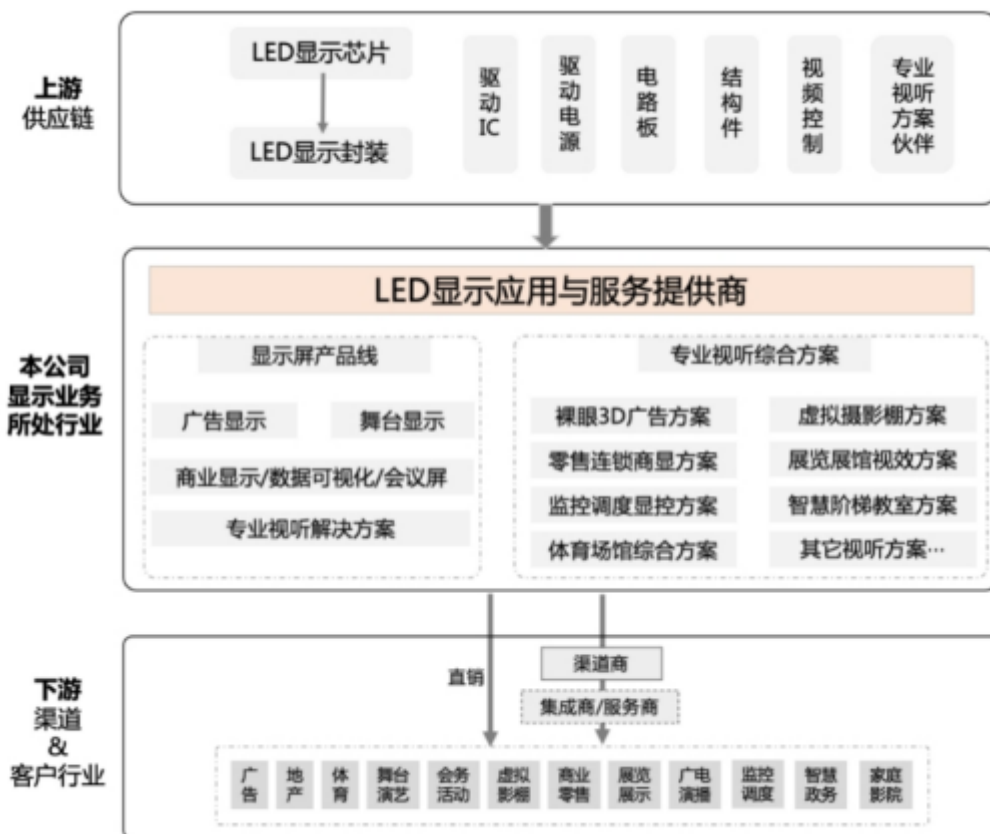 上游
供应链
LED显示芯片
LED显示封装
驱动IC
驱动电源
电路板
结构件
视频控制
专业视听方案伙伴
本公司
显示业务
所处行业
LED显示应用与服务提供商
显示屏产品线
广告显示
舞台显示
商业显示/数据可视化/会议屏
专业视听解决方案
专业视听综合方案
裸眼3D广告方案
虚拟摄影棚方案
零售连锁商显方案
展览展馆视效方案
监控调度显控方案
智慧阶梯教室方案
体育场馆综合方案
其它视听方案…
下游
渠道
&
客户行业
直销
渠道商
集成商/服务商
广告
地产
体育
舞台演艺
会务活动
虚拟影棚
商业零售
展览展示
广电演播
监控调度
智慧政务
家庭影院